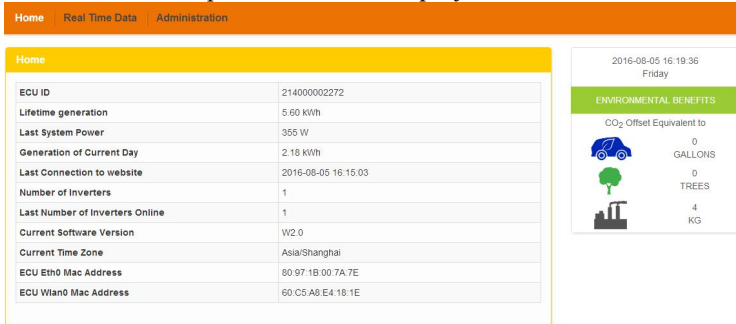 Home Real Time Data Administration
Home
ECU ID 214000002272
Lifetime generation 5.60 kWh
Last System Power 355 W
Generation of Current Day 2.18 kWh
Last Connection to website 2016-08-05 16:15:03
Number of Inverters 1
Last Number of Inverters Online 1
Current Software Version W2.0
Current Time Zone Asia/Shanghai
ECU Eth0 Mac Address 80:97:1B:00:7A:7E
ECU Wlan0 Mac Address 60:C5:A8:E4:18:1E
2016-08-05 16:19:36
Friday
ENVIRONMENTAL BENEFITS
CO2 Offset Equivalent to
0
GALLONS
0
TREES
4
KG